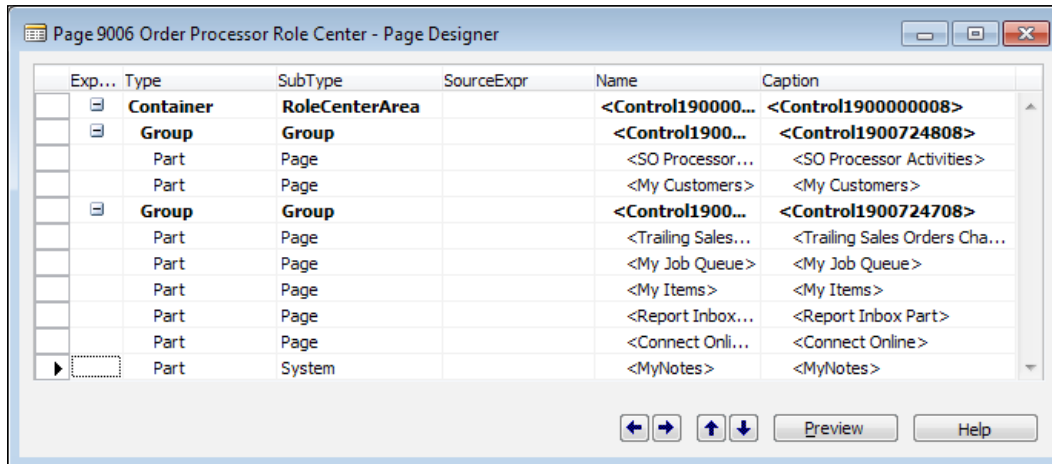 Page 9006 Order Processor Role Center - Page Designer
Exp... Type SubType SourceExpr Name Caption
Container RoleCenterArea <Control190000... <Control1900000008>
Group Group <Control1900... <Control1900724808>
Part Page <SO Processor... <SO Processor Activities>
Part Page <My Customers> <My Customers>
Group Group <Control1900... <Control1900724708>
Part Page <Trailing Sales... <Trailing Sales Orders Cha...
Part Page <My Job Queue> <My Job Queue>
Part Page <My Items> <My Items>
Part Page <Report Inbox... <Report Inbox Part>
Part Page <Connect Onli... <Connect Online>
Part System <MyNotes> <MyNotes>
Preview Help